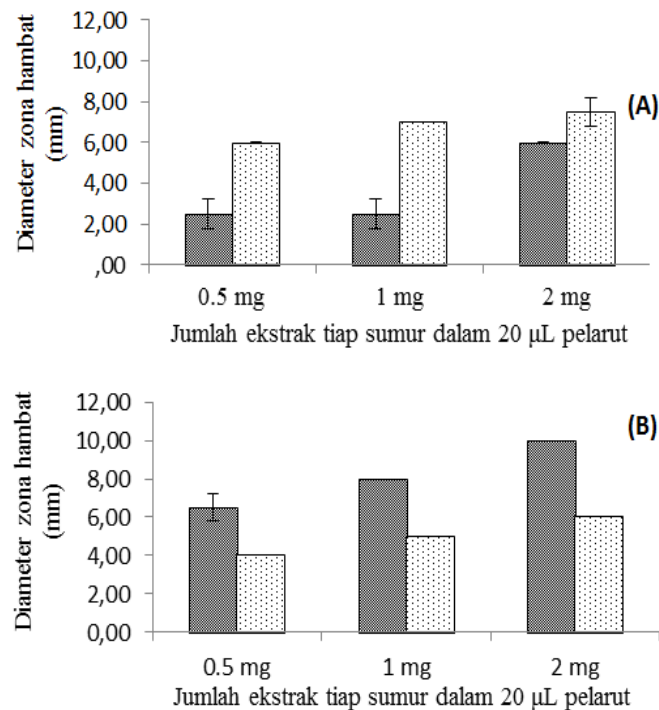 12,00
10,00
8,00
6,00
4,00
2,00
,00
Diameter zona hambat
(mm)
(A)
0.5 mg 1 mg 2 mg
Jumlah ekstrak tiap sumur dalam 20 µL pelarut
12,00
10,00
8,00
6,00
4,00
2,00
0,00
Diameter zona hambat
(mm)
(B)
0.5 mg 1 mg 2 mg
Jumlah ekstrak tiap sumur dalam 20 µL pelarut